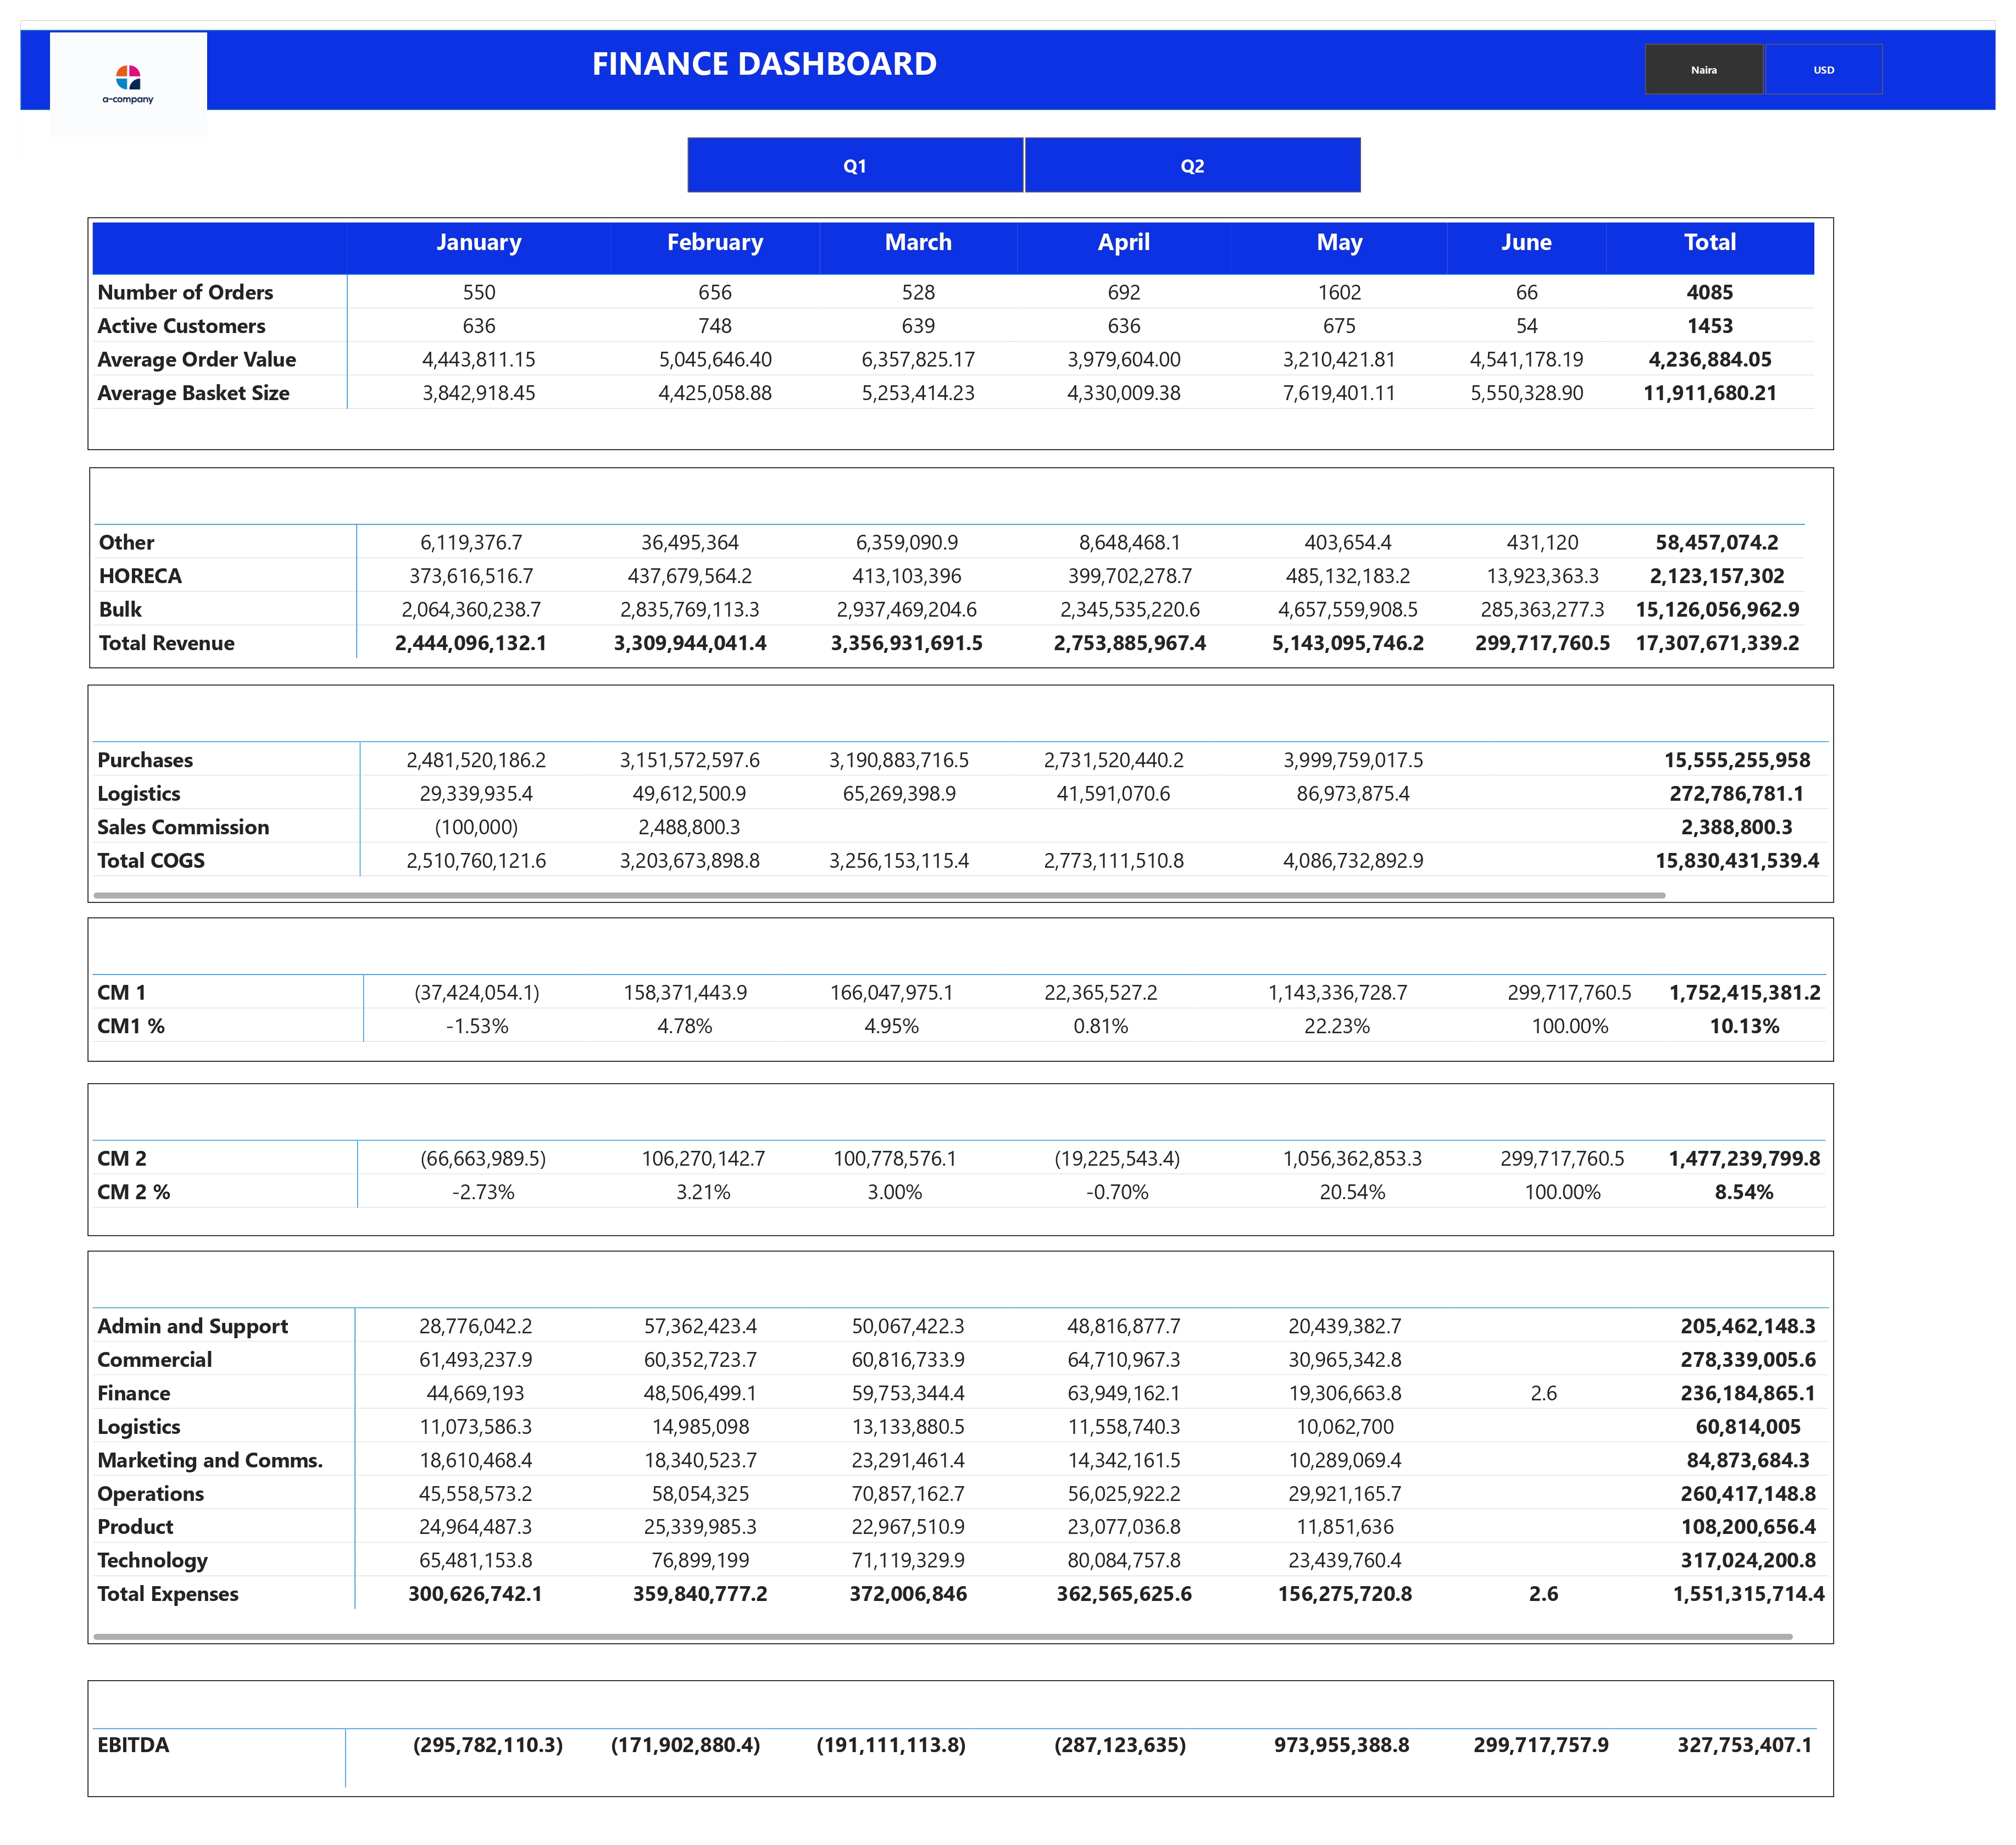 FINANCE DASHBOARD
Naira USD
a-company
Q1 Q2
January February March April May June Total
Number of Orders 550 656 528 692 1602 66 4085
Active Customers 636 748 639 636 675 54 1453
Average Order Value 4,443,811.15 5,045,646.40 6,357,825.17 3,979,604.00 3,210,421.81 4,541,178.19 4,236,884.05
Average Basket Size 3,842,918.45 4,425,058.88 5,253,414.23 4,330,009.38 7,619,401.11 5,550,328.90 11,911,680.21
Other 6,119,376.7 36,495,364 6,359,090.9 8,648,468.1 403,654.4 431,120 58,457,074.2
HORECA 373,616,516.7 437,679,564.2 413,103,396 399,702,278.7 485,132,183.2 13,923,363.3 2,123,157,302
Bulk 2,064,360,238.7 2,835,769,113.3 2,937,469,204.6 2,345,535,220.6 4,657,559,908.5 285,363,277.3 15,126,056,962.9
Total Revenue 2,444,096,132.1 3,309,944,041.4 3,356,931,691.5 2,753,885,967.4 5,143,095,746.2 299,717,760.5 17,307,671,339.2
Purchases 2,481,520,186.2 3,151,572,597.6 3,190,883,716.5 2,731,520,440.2 3,999,759,017.5 15,555,255,958
Logistics 29,339,935.4 49,612,500.9 65,269,398.9 41,591,070.6 86,973,875.4 272,786,781.1
Sales Commission (100,000) 2,488,800.3 2,388,800.3
Total COGS 2,510,760,121.6 3,203,673,898.8 3,256,153,115.4 2,773,111,510.8 4,086,732,892.9 15,830,431,539.4
CM 1 (37,424,054.1) 158,371,443.9 166,047,975.1 22,365,527.2 1,143,336,728.7 299,717,760.5 1,752,415,381.2
CM1 % -1.53% 4.78% 4.95% 0.81% 22.23% 100.00% 10.13%
CM 2 (66,663,989.5) 106,270,142.7 100,778,576.1 (19,225,543.4) 1,056,362,853.3 299,717,760.5 1,477,239,799.8
CM 2 % -2.73% 3.21% 3.00% -0.70% 20.54% 100.00% 8.54%
Admin and Support 28,776,042.2 57,362,423.4 50,067,422.3 48,816,877.7 20,439,382.7 205,462,148.3
Commercial 61,493,237.9 60,352,723.7 60,816,733.9 64,710,967.3 30,965,342.8 278,339,005.6
Finance 44,669,193 48,506,499.1 59,753,344.4 63,949,162.1 19,306,663.8 2.6 236,184,865.1
Logistics 11,073,586.3 14,985,098 13,133,880.5 11,558,740.3 10,062,700 60,814,005
Marketing and Comms. 18,610,468.4 18,340,523.7 23,291,461.4 14,342,161.5 10,289,069.4 84,873,684.3
Operations 45,558,573.2 58,054,325 70,857,162.7 56,025,922.2 29,921,165.7 260,417,148.8
Product 24,964,487.3 25,339,985.3 22,967,510.9 23,077,036.8 11,851,636 108,200,656.4
Technology 65,481,153.8 76,899,199 71,119,329.9 80,084,757.8 23,439,760.4 317,024,200.8
Total Expenses 300,626,742.1 359,840,777.2 372,006,846 362,565,625.6 156,275,720.8 2.6 1,551,315,714.4
EBITDA (295,782,110.3) (171,902,880.4) (191,111,113.8) (287,123,635) 973,955,388.8 299,717,757.9 327,753,407.1